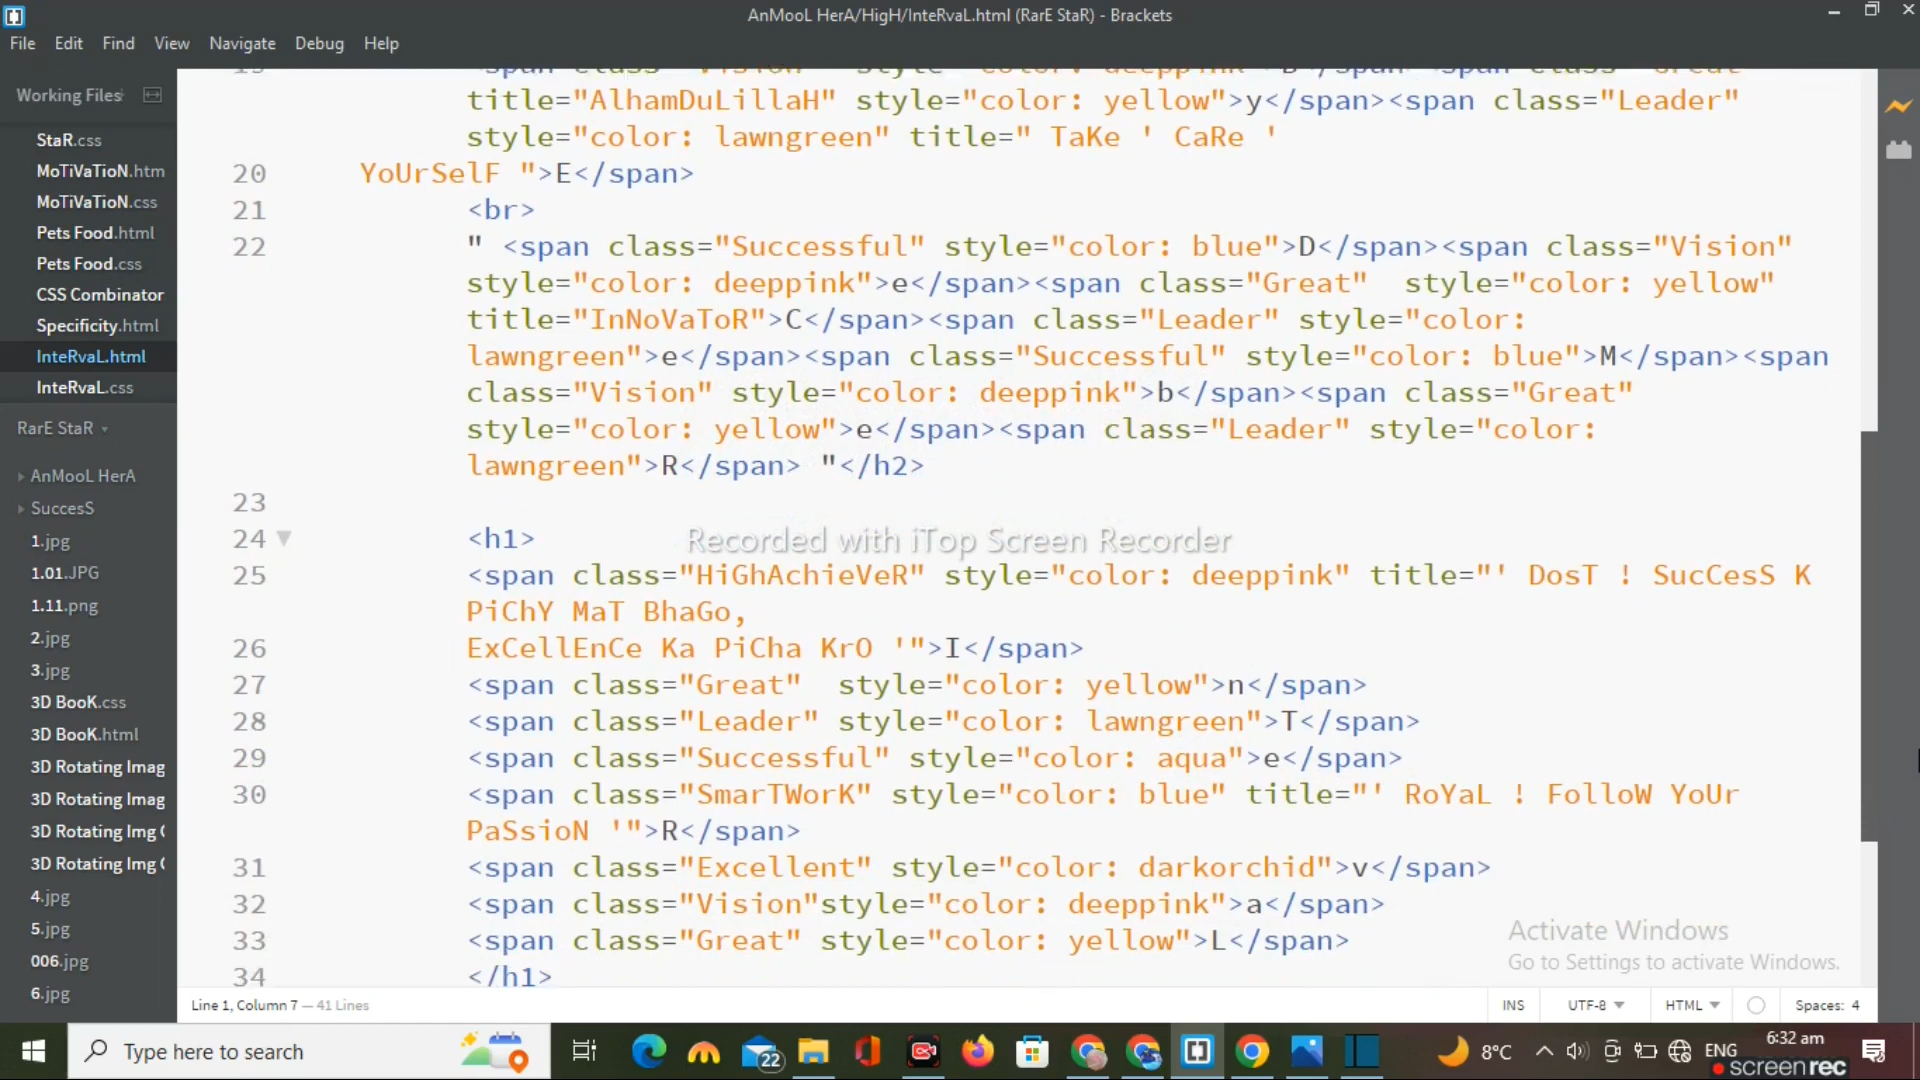 AnMooL HerA/HigH/InteRvaL.html (RarE StaR) - Brackets
File Edit Find View Navigate Debug Help
Working Files
StaR.css
MoTiVaTioN.htm
MoTiVaTioN.css
Pets Food.html
Pets Food.css
CSS Combinator
Specificity.html
InteRvaL.html
InteRvaL.css
RarE StaR
AnMooL HerA
SuccesS
1.jpg
1.01.JPG
1.11.png
2.jpg
3.jpg
3D BooK.css
3D BooK.html
3D Rotating Imag
3D Rotating Imag
3D Rotating Img
3D Rotating Img
4.jpg
5.jpg
006.jpg
6.jpg
title="AlhamDuLillaH" style="color: yellow">y</span><span class="Leader"
style="color: lawngreen" title=" TaKe ' CaRe '
20 YoUrSelF ">E</span>
21 <br>
22 " <span class="Successful" style="color: blue">D</span><span class="Vision"
style="color: deeppink">e</span><span class="Great"  style="color: yellow"
title="InNoVaToR">C</span><span class="Leader" style="color:
lawngreen">e</span><span class="Successful" style="color: blue">M</span><span
class="Vision" style="color: deeppink">b</span><span class="Great"
style="color: yellow">e</span><span class="Leader" style="color:
lawngreen">R</span> "</h2>
23
24 <h1>
25 <span class="HiGhAchieVeR" style="color: deeppink" title="' DosT ! SucCesS K
PiChY MaT BhaGo,
26 ExCellEnCe Ka PiCha KrO '">I</span>
27 <span class="Great"  style="color: yellow">n</span>
28 <span class="Leader" style="color: lawngreen">T</span>
29 <span class="Successful" style="color: aqua">e</span>
30 <span class="SmarTWorK" style="color: blue" title="' RoYaL ! FolloW YoUr
PaSsioN '">R</span>
31 <span class="Excellent" style="color: darkorchid">v</span>
32 <span class="Vision"style="color: deeppink">a</span>
33 <span class="Great" style="color: yellow">L</span>
34 </h1>
Recorded with iTop Screen Recorder
Activate Windows
Go to Settings to activate Windows.
Line 1, Column 7 — 41 Lines
INS UTF-8 HTML Spaces: 4
Type here to search
22
8°C
ENG
6:32 am
screenrec